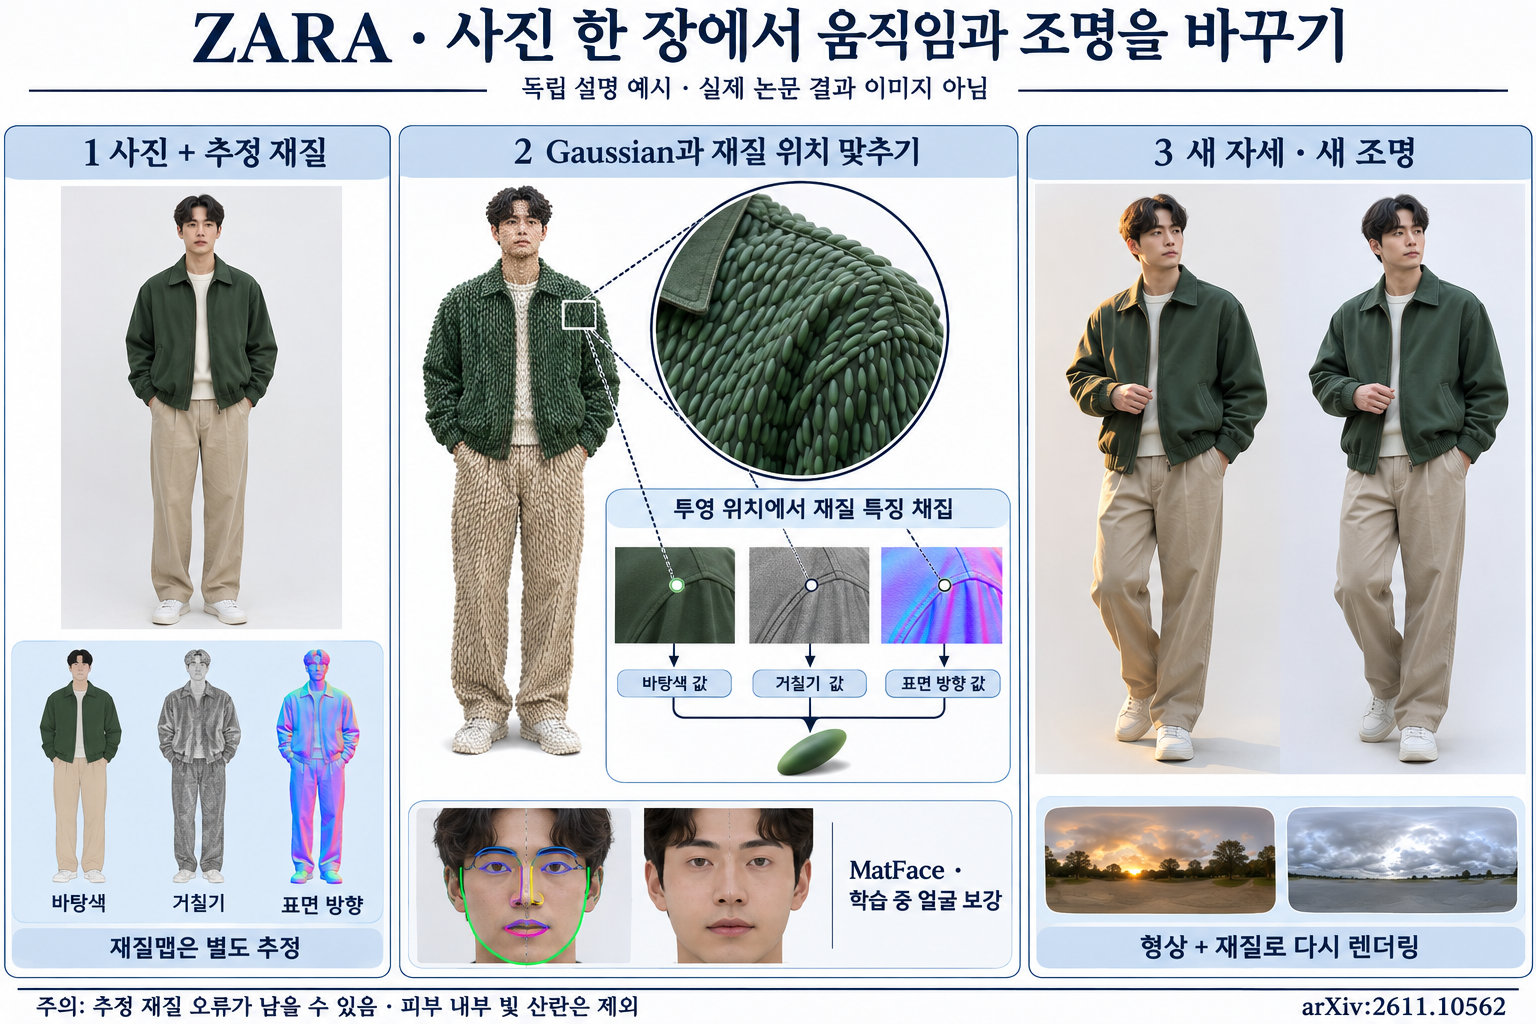 ZARA · 사진 한 장에서 움직임과 조명을 바꾸기
독립 설명 예시 · 실제 논문 결과 이미지 아님
1 사진 + 추정 재질
바탕색
거칠기
표면 방향
재질맵은 별도 추정
2 Gaussian과 재질 위치 맞추기
투영 위치에서 재질 특징 채집
바탕색 값
거칠기 값
표면 방향 값
MatFace ·
학습 중 얼굴 보강
3 새 자세 · 새 조명
형상 + 재질로 다시 렌더링
주의: 추정 재질 오류가 남을 수 있음 · 피부 내부 빛 산란은 제외
arXiv:2611.10562